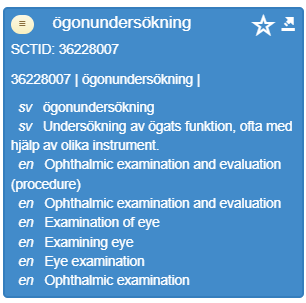 ögonundersökning
SCTID: 36228007
36228007 | ögonundersökning |
sv ögonundersökning
sv Undersökning av ögats funktion, ofta med
hjälp av olika instrument.
en Ophthalmic examination and evaluation
(procedure)
en Ophthalmic examination and evaluation
en Examination of eye
en Examining eye
en Eye examination
en Ophthalmic examination